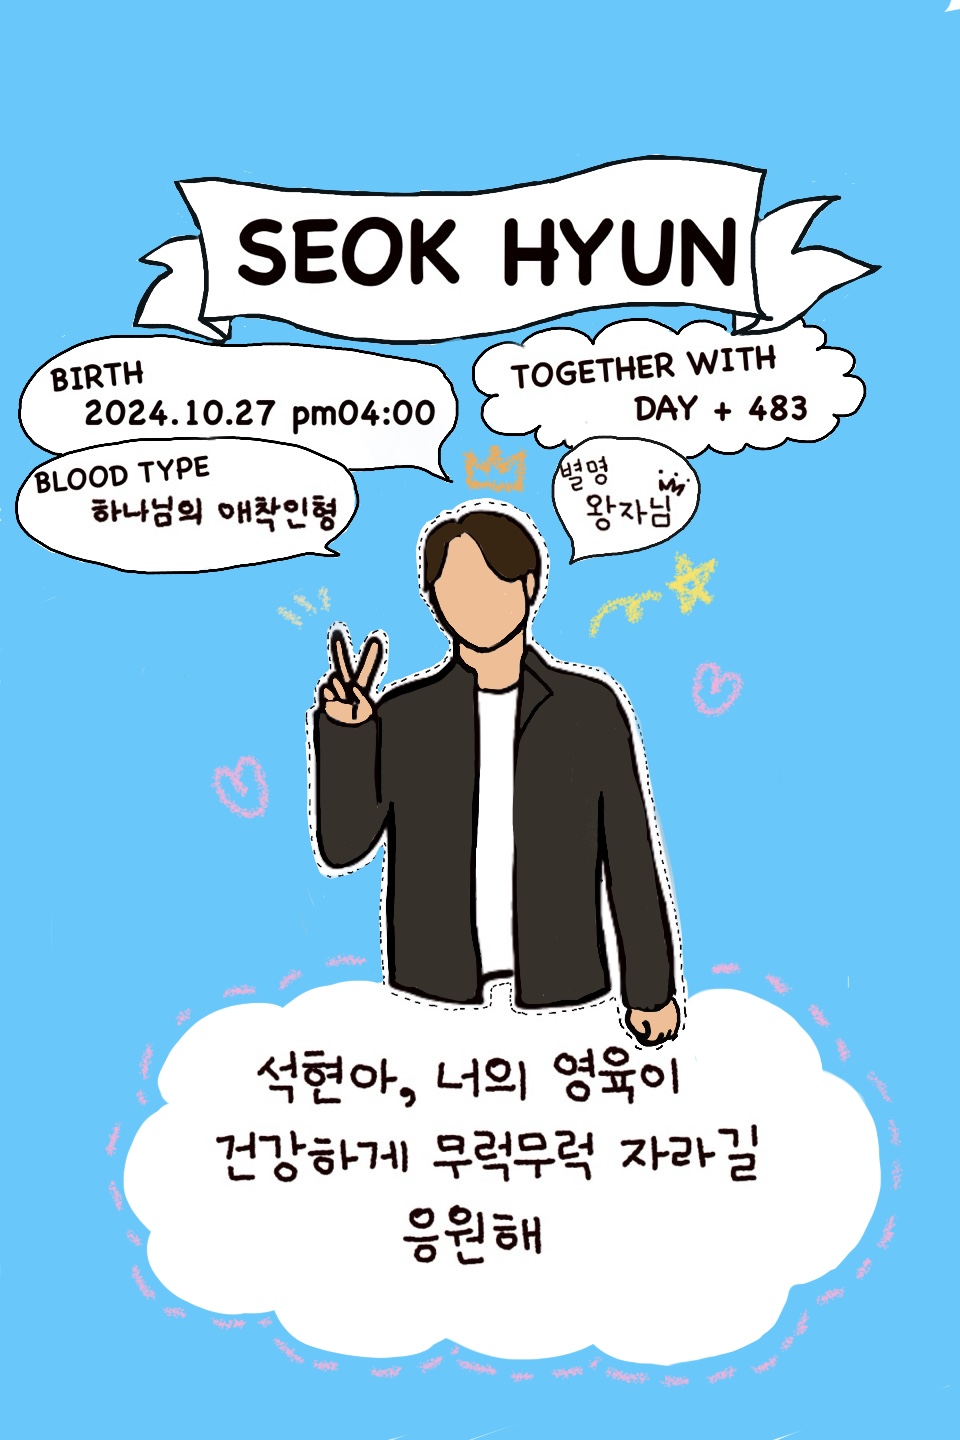 SEOK HYUN
BIRTH
2024.10.27 pm04:00
TOGETHER WITH
DAY + 483
BLOOD TYPE
하나님의 애착인형
별명
왕자님
석현아, 너의 영육이
건강하게 무럭무럭 자라길
응원해